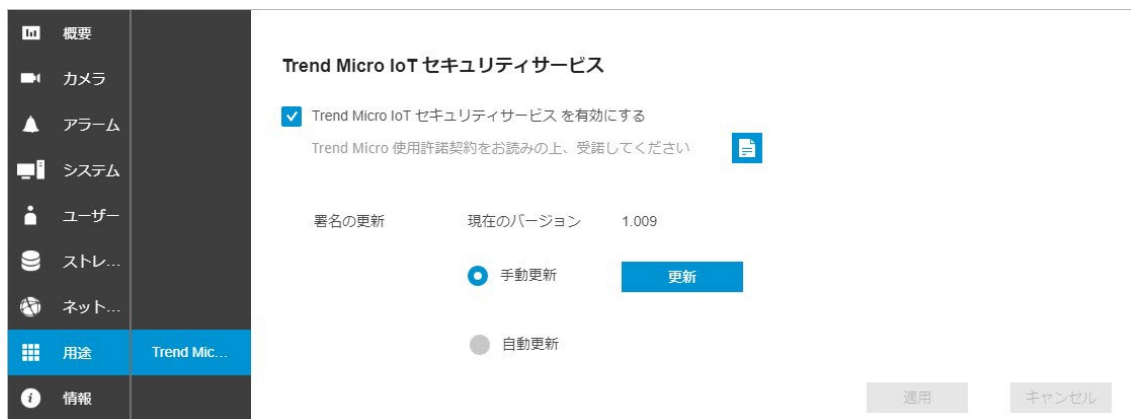 概要
カメラ
アラーム
システム
ユーザー
ストレ...
ネット...
用途
Trend Mic...
情報
Trend Micro IoT セキュリティサービス
Trend Micro IoT セキュリティサービス を有効にする
Trend Micro 使用許諾契約をお読みの上、受諾してください
署名の更新 現在のバージョン 1.009
手動更新 更新
自動更新
適用 キャンセル